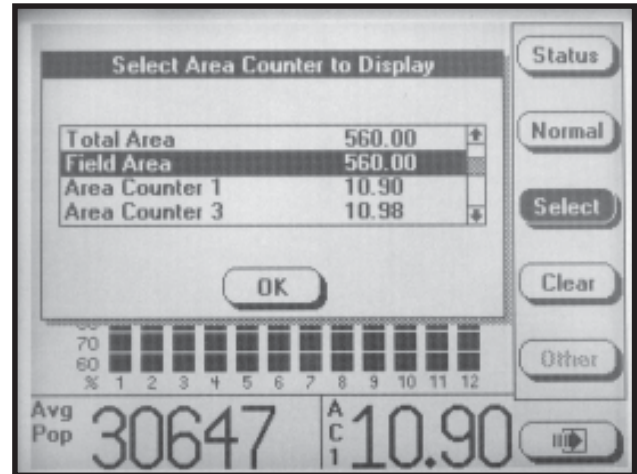 Select Area Counter to Display
Total Area 560.00
Field Area 560.00
Area Counter 1 10.90
Area Counter 3 10.98
OK
70
60
% 1 2 3 4 5 6 7 8 9 10 11 12
Avg Pop 30647
AC1 10.90
Status
Normal
Select
Clear
Other